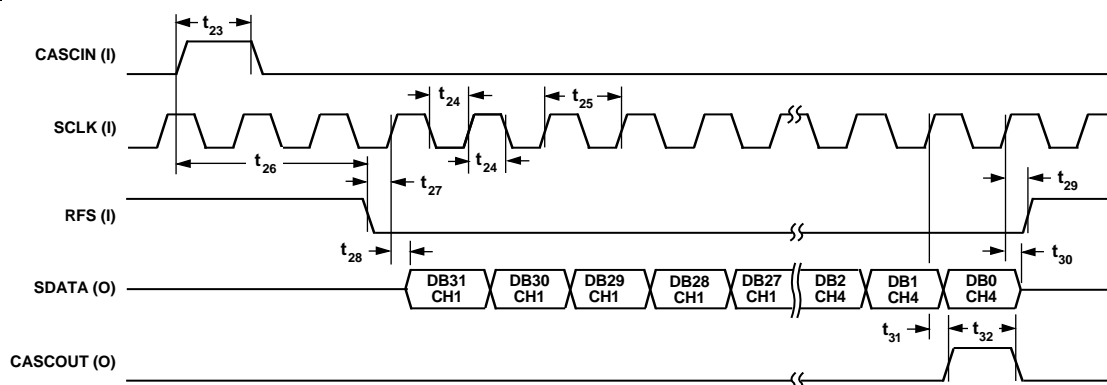 t23
CASCIN (I)
t24
t25
SCLK (I)
t26
t24
t27
t29
RFS (I)
t28
t30
SDATA (O)
DB31 CH1
DB30 CH1
DB29 CH1
DB28 CH1
DB27 CH1
DB2 CH4
DB1 CH4
DB0 CH4
t31
t32
CASCOUT (O)